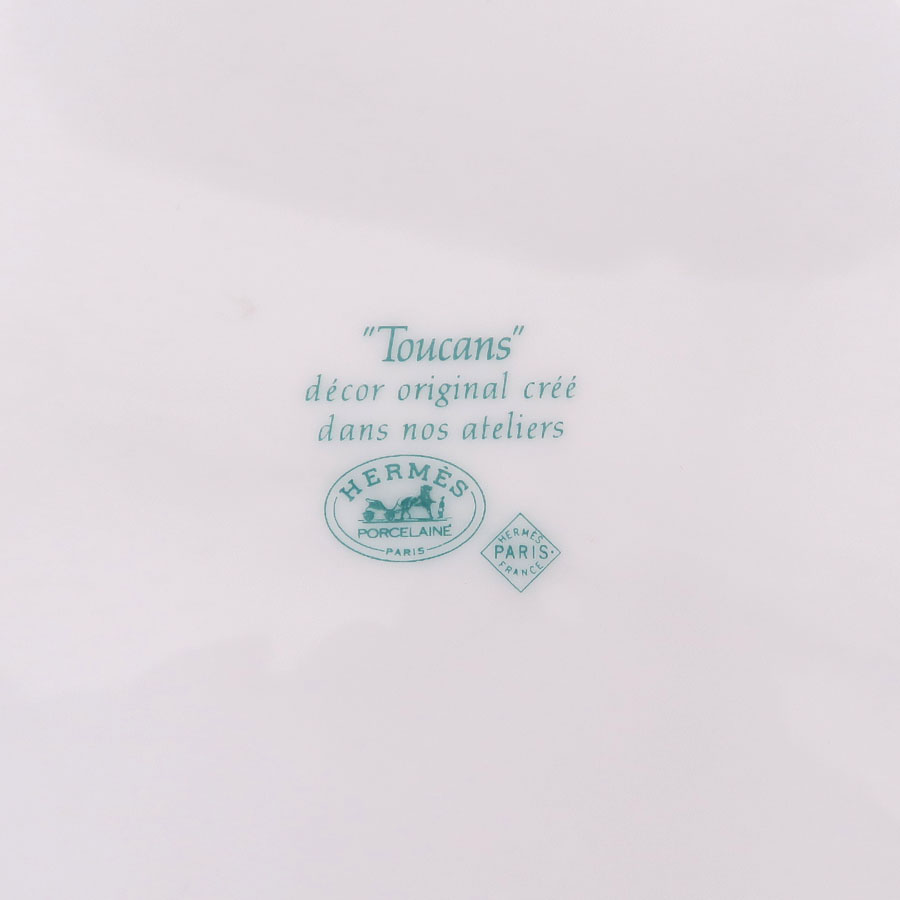 "Toucans"
décor original créé
dans nos ateliers
HERMÈS
PORCELAINE
PARIS
HERMÈS
PARIS
FRANCE